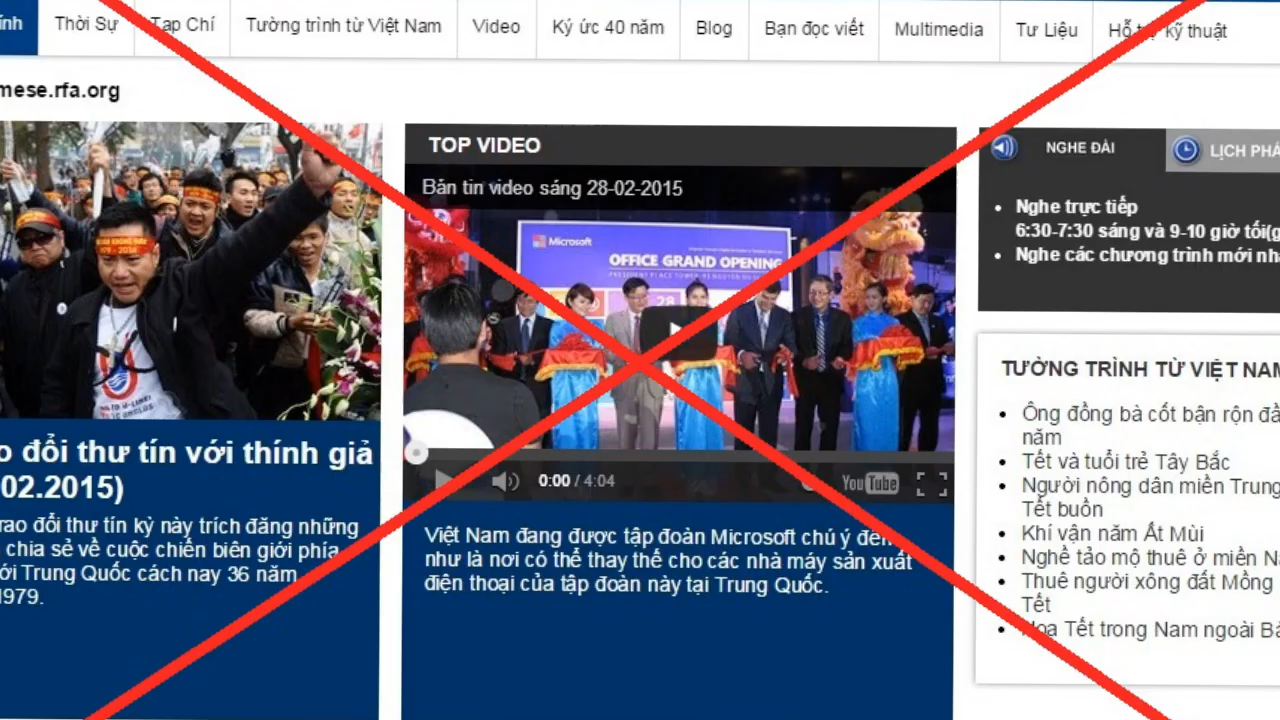 Thời Sự
Tạp Chí
Tường trình từ Việt Nam
Video
Ký ức 40 năm
Blog
Bạn đọc viết
Multimedia
Tư Liệu
Hỗ trợ kỹ thuật
mese.rfa.org
đổi thư tín với thính giả
02.2015)
rao đổi thư tín kỳ này trích đăng những
chia sẻ về cuộc chiến biên giới phía
ới Trung Quốc cách nay 36 năm
1979.
TOP VIDEO
Bản tin video sáng 28-02-2015
Microsoft
OFFICE GRAND OPENING
28
0:00 / 4:04
YouTube
Việt Nam đang được tập đoàn Microsoft chú ý đến
như là nơi có thể thay thế cho các nhà máy sản xuất
điện thoại của tập đoàn này tại Trung Quốc.
NGHE ĐÀI
LỊCH PHÁ
Nghe trực tiếp
6:30-7:30 sáng và 9-10 giờ tối(g
Nghe các chương trình mới nh
TƯỜNG TRÌNH TỪ VIỆT NAM
Ông đồng bà cốt bận rộn đầ
năm
Tết và tuổi trẻ Tây Bắc
Người nông dân miền Trung
Tết buồn
Khí vận năm Ất Mùi
Nghề tảo mộ thuê ở miền N
Thuê người xông đất Mồng
Tết
Hoa Tết trong Nam ngoài B